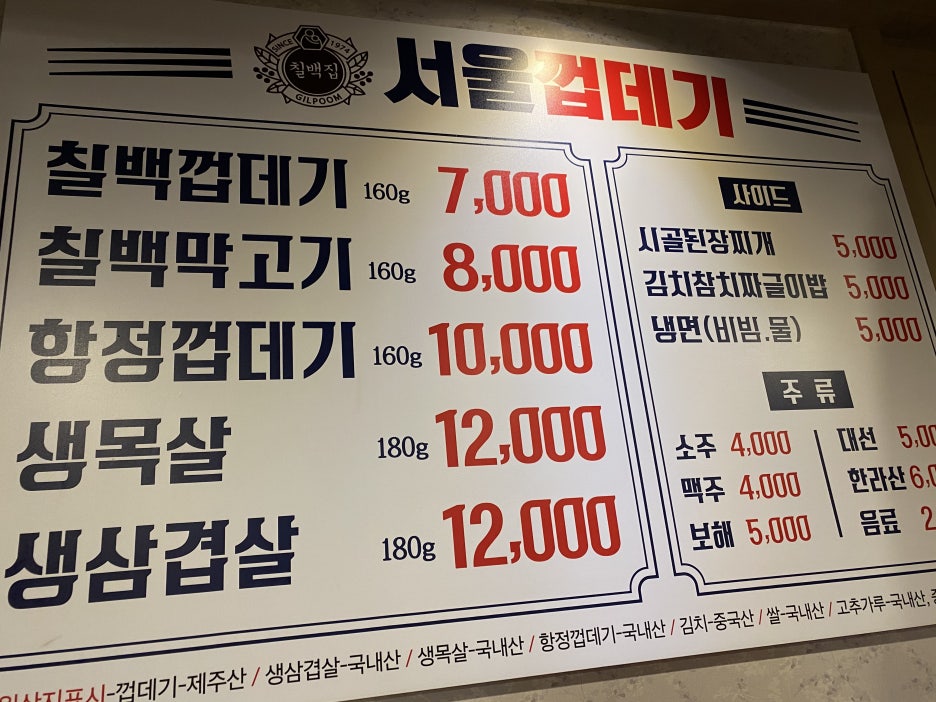 SINCE 1974
칠백집
GILPOOM
서울껍데기
칠백껍데기 160g 7,000
칠백막고기 160g 8,000
항정껍데기 160g 10,000
생목살 180g 12,000
생삼겹살 180g 12,000
사이드
시골된장찌개 5,000
김치참치짜글이밥 5,000
냉면(비빔.물) 5,000
주 류
소주 4,000
맥주 4,000
보해 5,000
대선
한라산
음료
-껍데기-제주산 / 생삼겹살-국내산 / 생목살-국내산 / 항정껍데기-국내산 / 김치-중국산 / 쌀-국내산 / 고추가루-국내산,